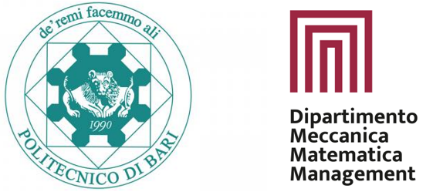 de' remi facemmo ali
1990
POLITECNICO DI BARI
Dipartimento
Meccanica
Matematica
Management